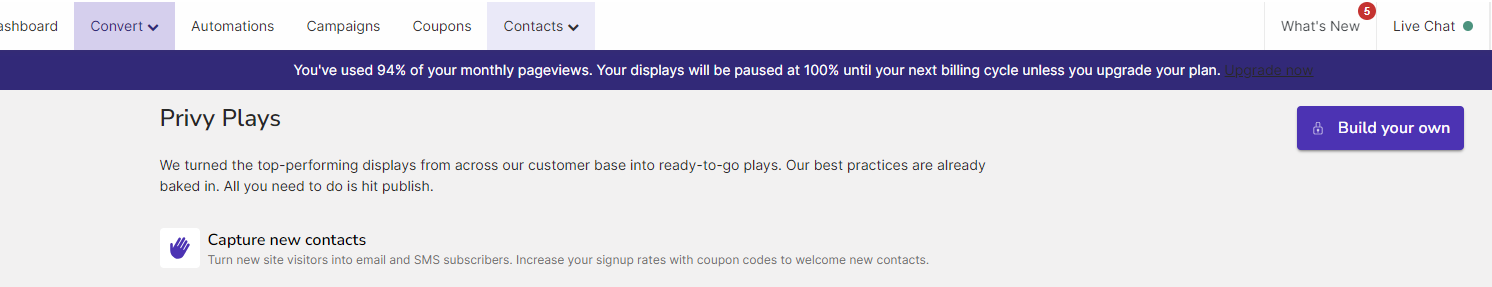 ashboard Convert Automations Campaigns Coupons Contacts What's New 5 Live Chat
You've used 94% of your monthly pageviews. Your displays will be paused at 100% until your next billing cycle unless you upgrade your plan. Upgrade now
Privy Plays
Build your own
We turned the top-performing displays from across our customer base into ready-to-go plays. Our best practices are already
baked in. All you need to do is hit publish.
Capture new contacts
Turn new site visitors into email and SMS subscribers. Increase your signup rates with coupon codes to welcome new contacts.